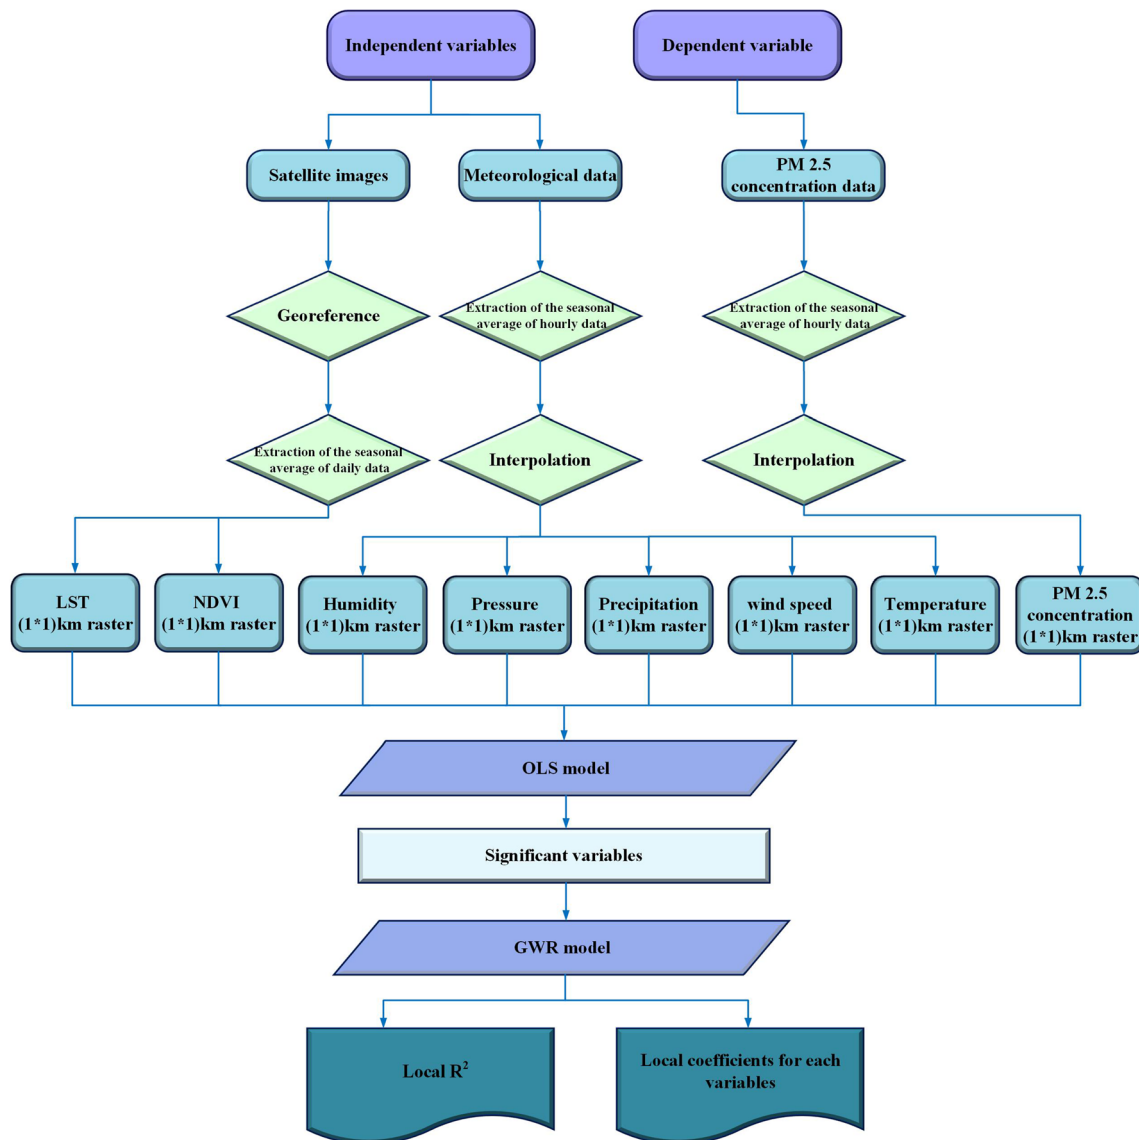 Independent variables
Dependent variable
Satellite images
Meteorological data
PM 2.5
concentration data
Georeference
Extraction of the seasonal
average of hourly data
Extraction of the seasonal
average of hourly data
Extraction of the seasonal
average of daily data
Interpolation
Interpolation
LST
(1*1)km raster
NDVI
(1*1)km raster
Humidity
(1*1)km raster
Pressure
(1*1)km raster
Precipitation
(1*1)km raster
wind speed
(1*1)km raster
Temperature
(1*1)km raster
PM 2.5
concentration
(1*1)km raster
OLS model
Significant variables
GWR model
Local R²
Local coefficients for each
variables